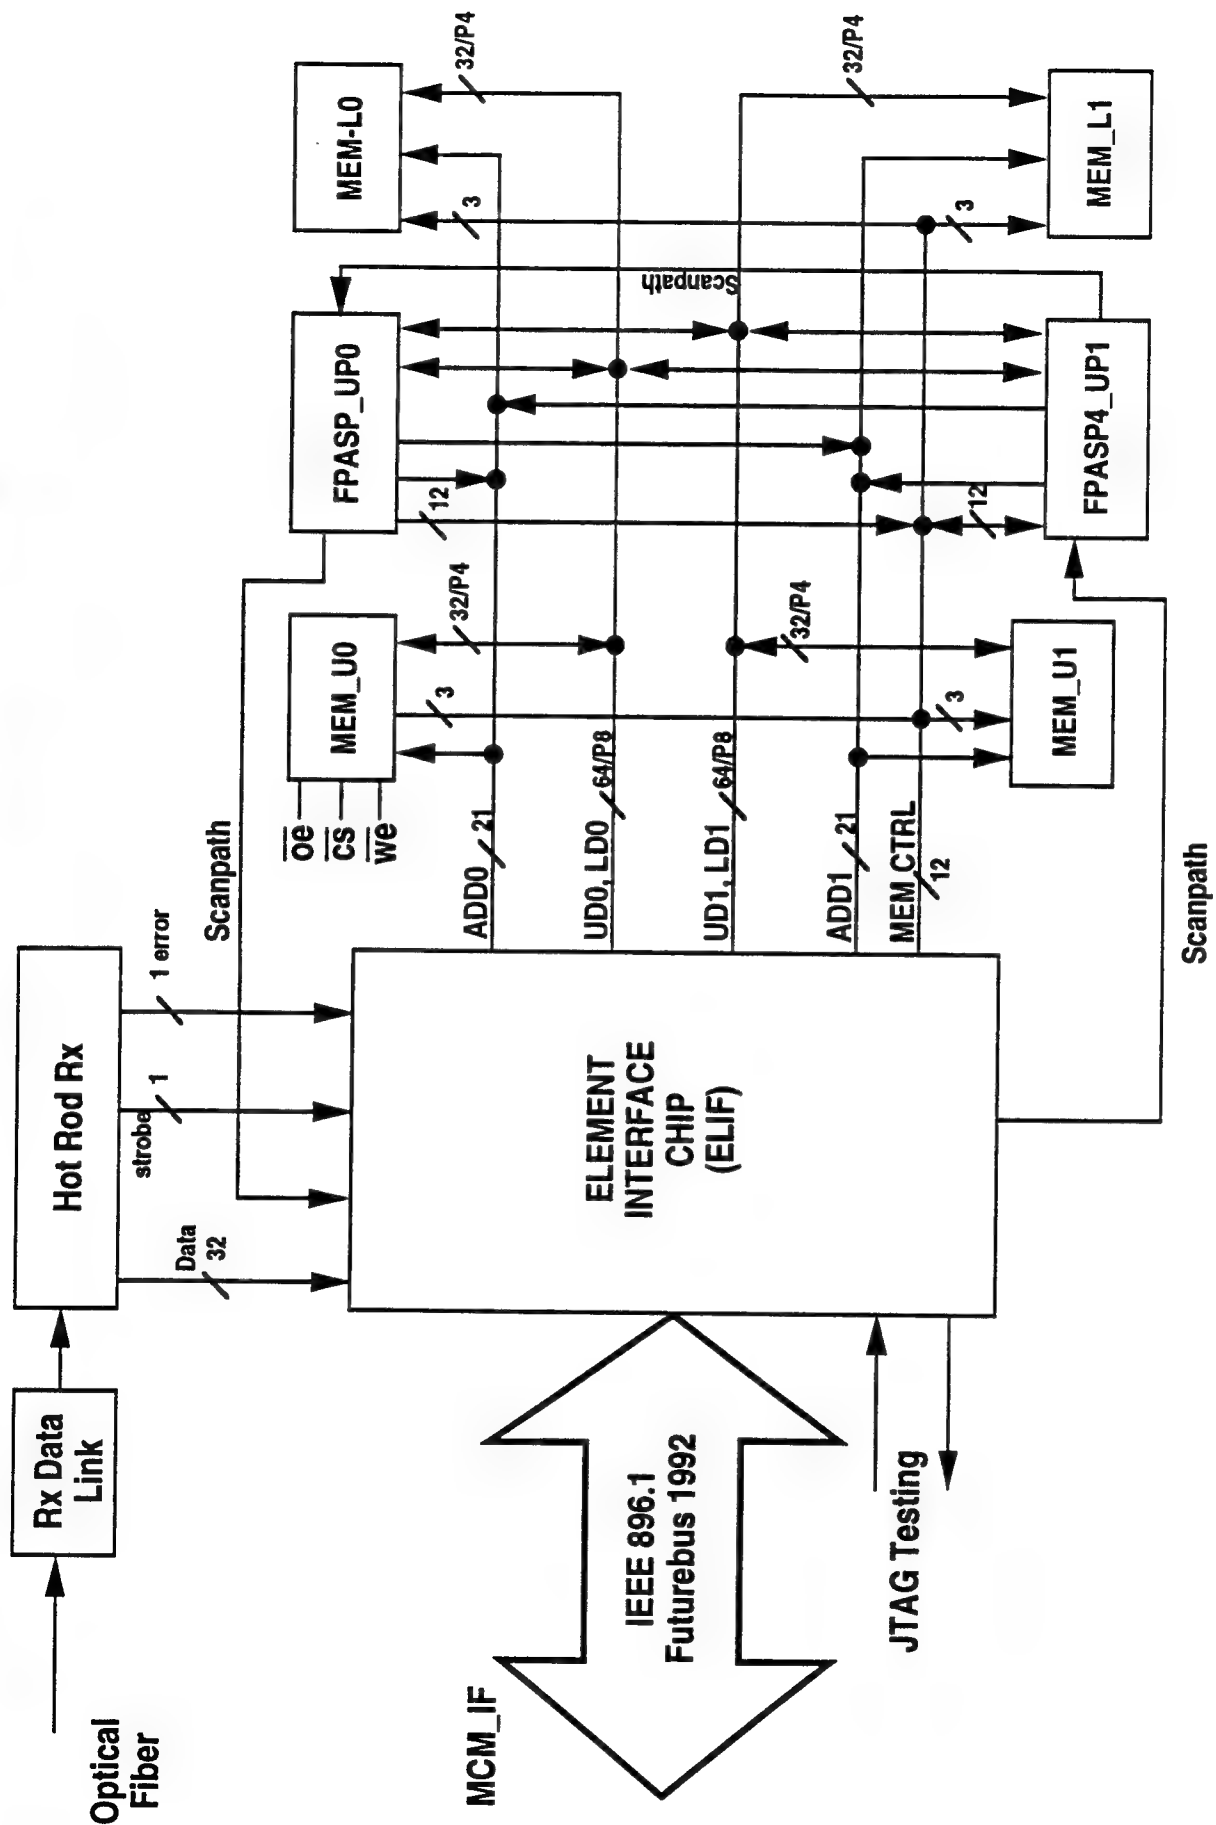 Optical
Fiber
Rx Data
Link
Hot Rod Rx
Data
32
strobe
1
1 error
Scanpath
MCM_IF
IEEE 896.1
Futurebus 1992
JTAG Testing
ELEMENT
INTERFACE
CHIP
(ELIF)
ADD0
21
UD0, LD0
64/P8
UD1, LD1
64/P8
ADD1
21
MEM CTRL
12
oe
cs
we
MEM_U0
3
32/P4
FPASP_UP0
12
MEM-L0
3
32/P4
Scanpath
MEM_U1
3
32/P4
FPASP4_UP1
12
MEM_L1
3
32/P4
Scanpath